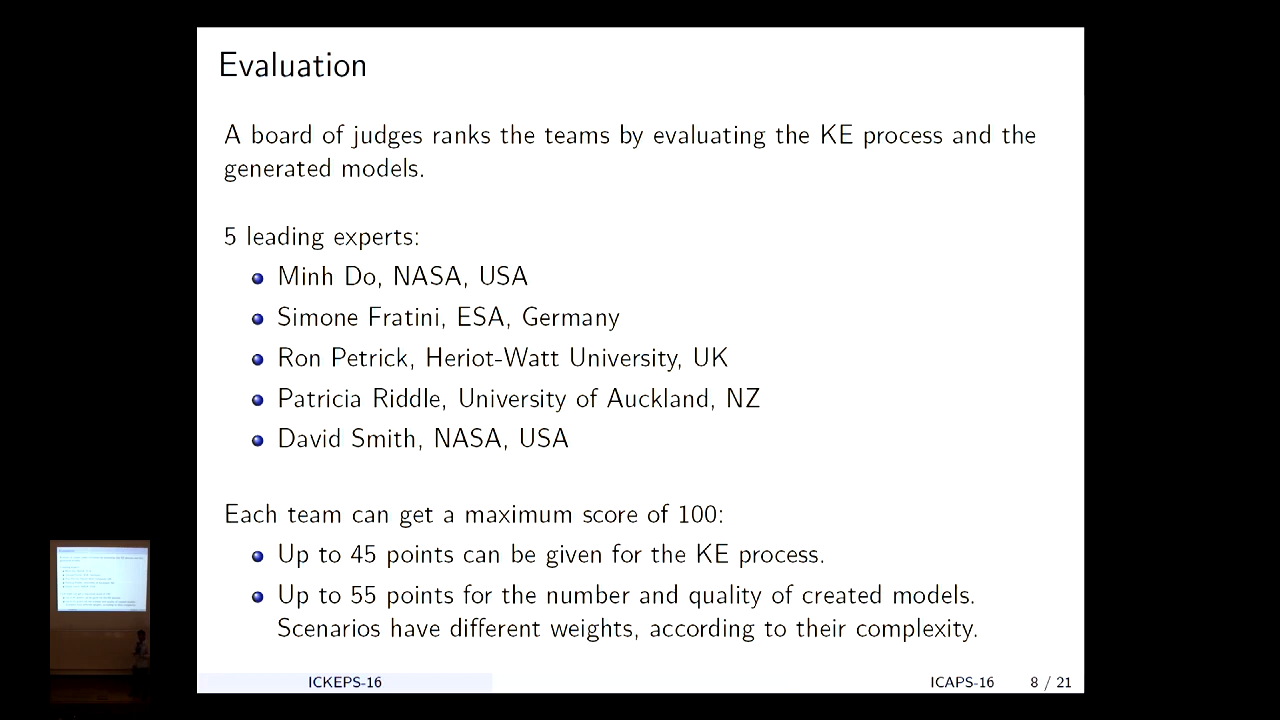 Evaluation
A board of judges ranks the teams by evaluating the KE process and the
generated models.
5 leading experts:
Minh Do, NASA, USA
Simone Fratini, ESA, Germany
Ron Petrick, Heriot-Watt University, UK
Patricia Riddle, University of Auckland, NZ
David Smith, NASA, USA
Each team can get a maximum score of 100:
Up to 45 points can be given for the KE process.
Up to 55 points for the number and quality of created models.
Scenarios have different weights, according to their complexity.
ICKEPS-16
ICAPS-16 8 / 21